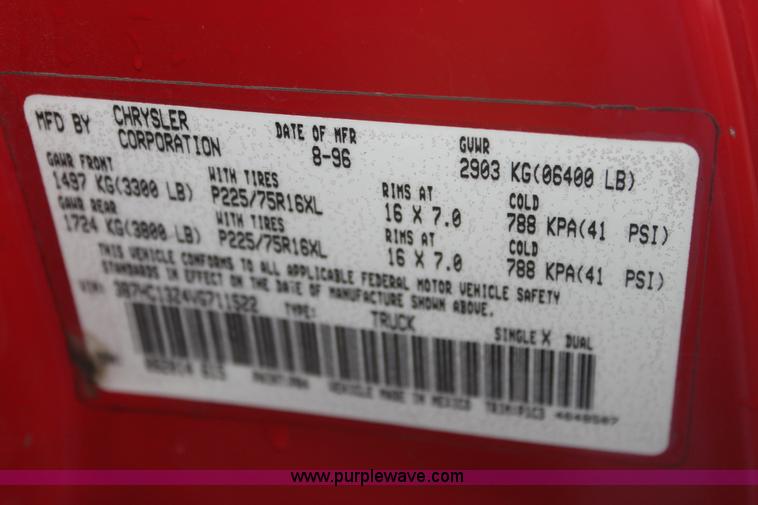 MFD BY CHRYSLER CORPORATION DATE OF MFR 8-96 GVWR 2903 KG(06400 LB)
GAWR FRONT WITH TIRES RIMS AT COLD
1497 KG(3300 LB) P225/75R16XL 16 X 7.0 788 KPA(41 PSI)
GAWR REAR WITH TIRES RIMS AT COLD
1724 KG(3800 LB) P225/75R16XL 16 X 7.0 788 KPA(41 PSI)
THIS VEHICLE CONFORMS TO ALL APPLICABLE FEDERAL MOTOR VEHICLE SAFETY
STANDARDS IN EFFECT ON THE DATE OF MANUFACTURE SHOWN ABOVE.
VIN: 3B7HC13Z4VG711522 TYPE: TRUCK SINGLE X DUAL
VEHICLE MADE IN MEXICO
www.purplewave.com